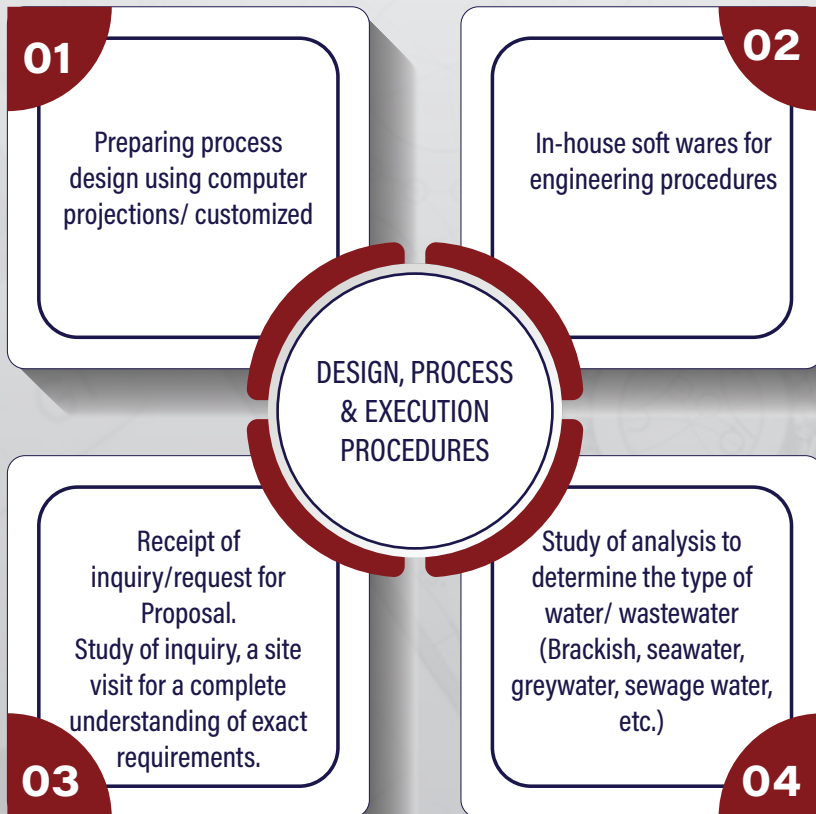 01
Preparing process
design using computer
projections/ customized
02
In-house soft wares for
engineering procedures
DESIGN, PROCESS
& EXECUTION
PROCEDURES
Receipt of
inquiry/request for
Proposal.
Study of inquiry, a site
visit for a complete
understanding of exact
requirements.
03
Study of analysis to
determine the type of
water/ wastewater
(Brackish, seawater,
greywater, sewage water,
etc.)
04